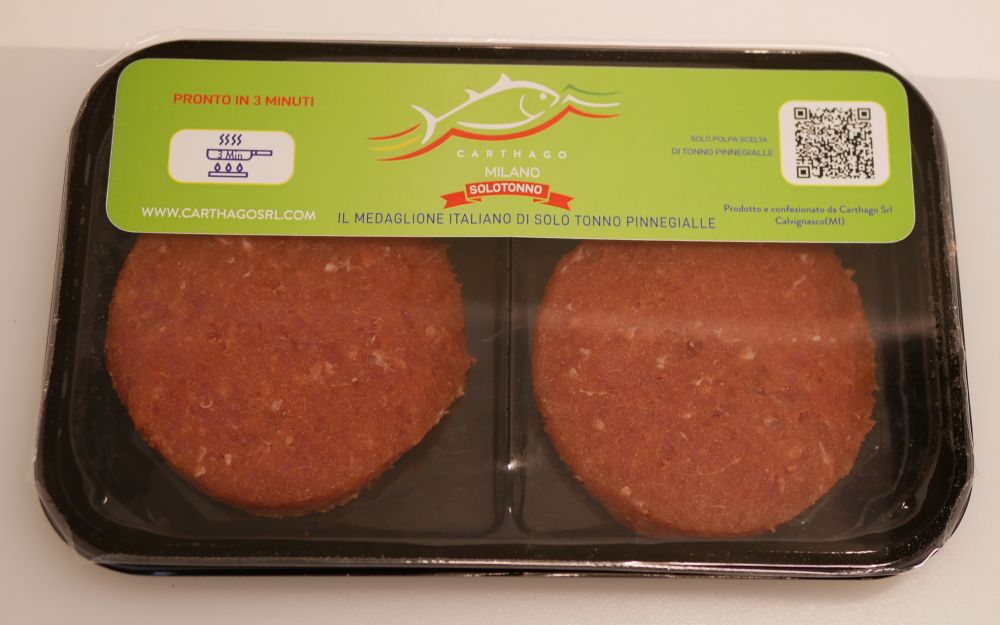 PRONTO IN 3 MINUTI
3 Min
WWW.CARTHAGOSRL.COM
CARTHAGO
MILANO
SOLOTONNO
IL MEDAGLIONE ITALIANO DI SOLO TONNO PINNEGIALLE
SOLO POLPA SCELTA
DI TONNO PINNEGIALLE
Prodotto e confezionato da Carthago Srl
Calvignasco(MI)